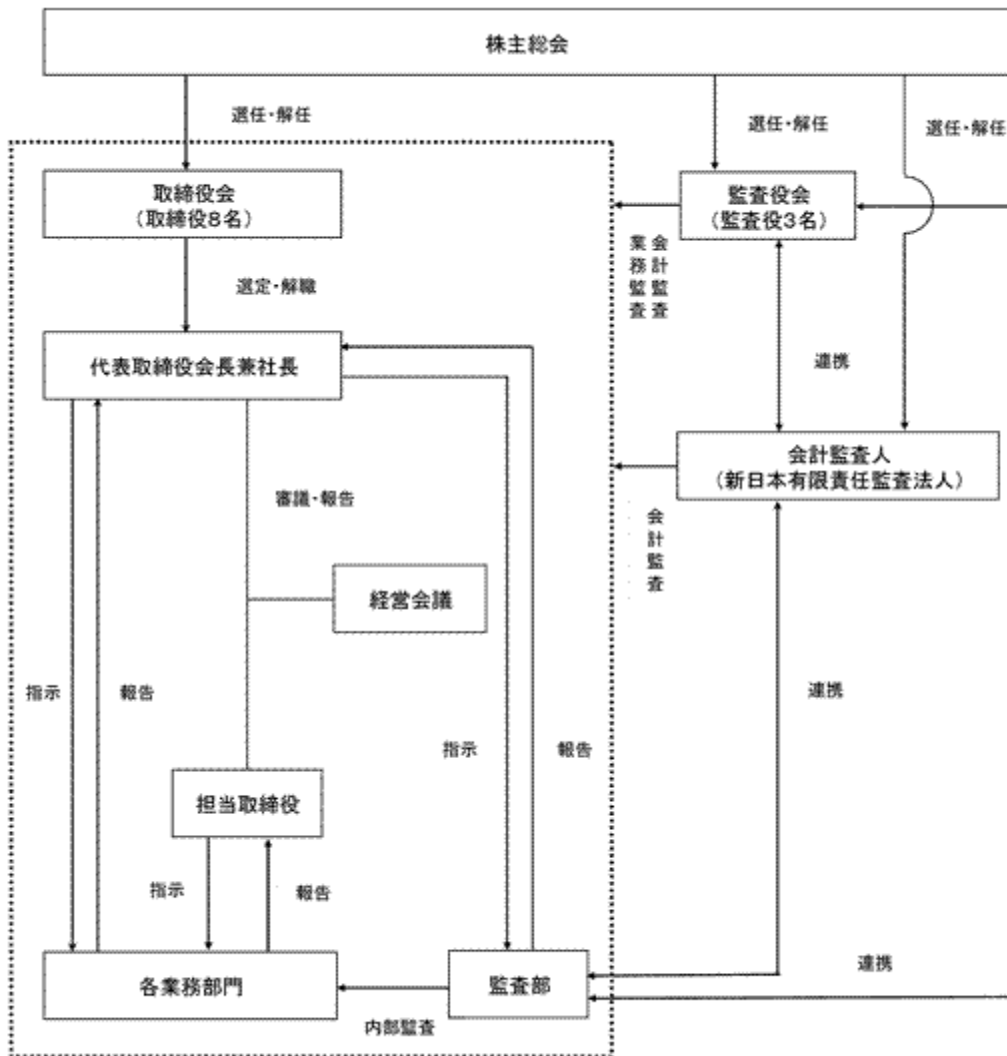 株主総会
選任・解任
選任・解任
選任・解任
取締役会
(取締役8名)
監査役会
(監査役3名)
業務監査
会計監査
選定・解職
代表取締役会長兼社長
連携
会計監査人
(新日本有限責任監査法人)
審議・報告
会計監査
経営会議
指示
報告
連携
指示
報告
担当取締役
指示
報告
各業務部門
監査部
連携
内部監査